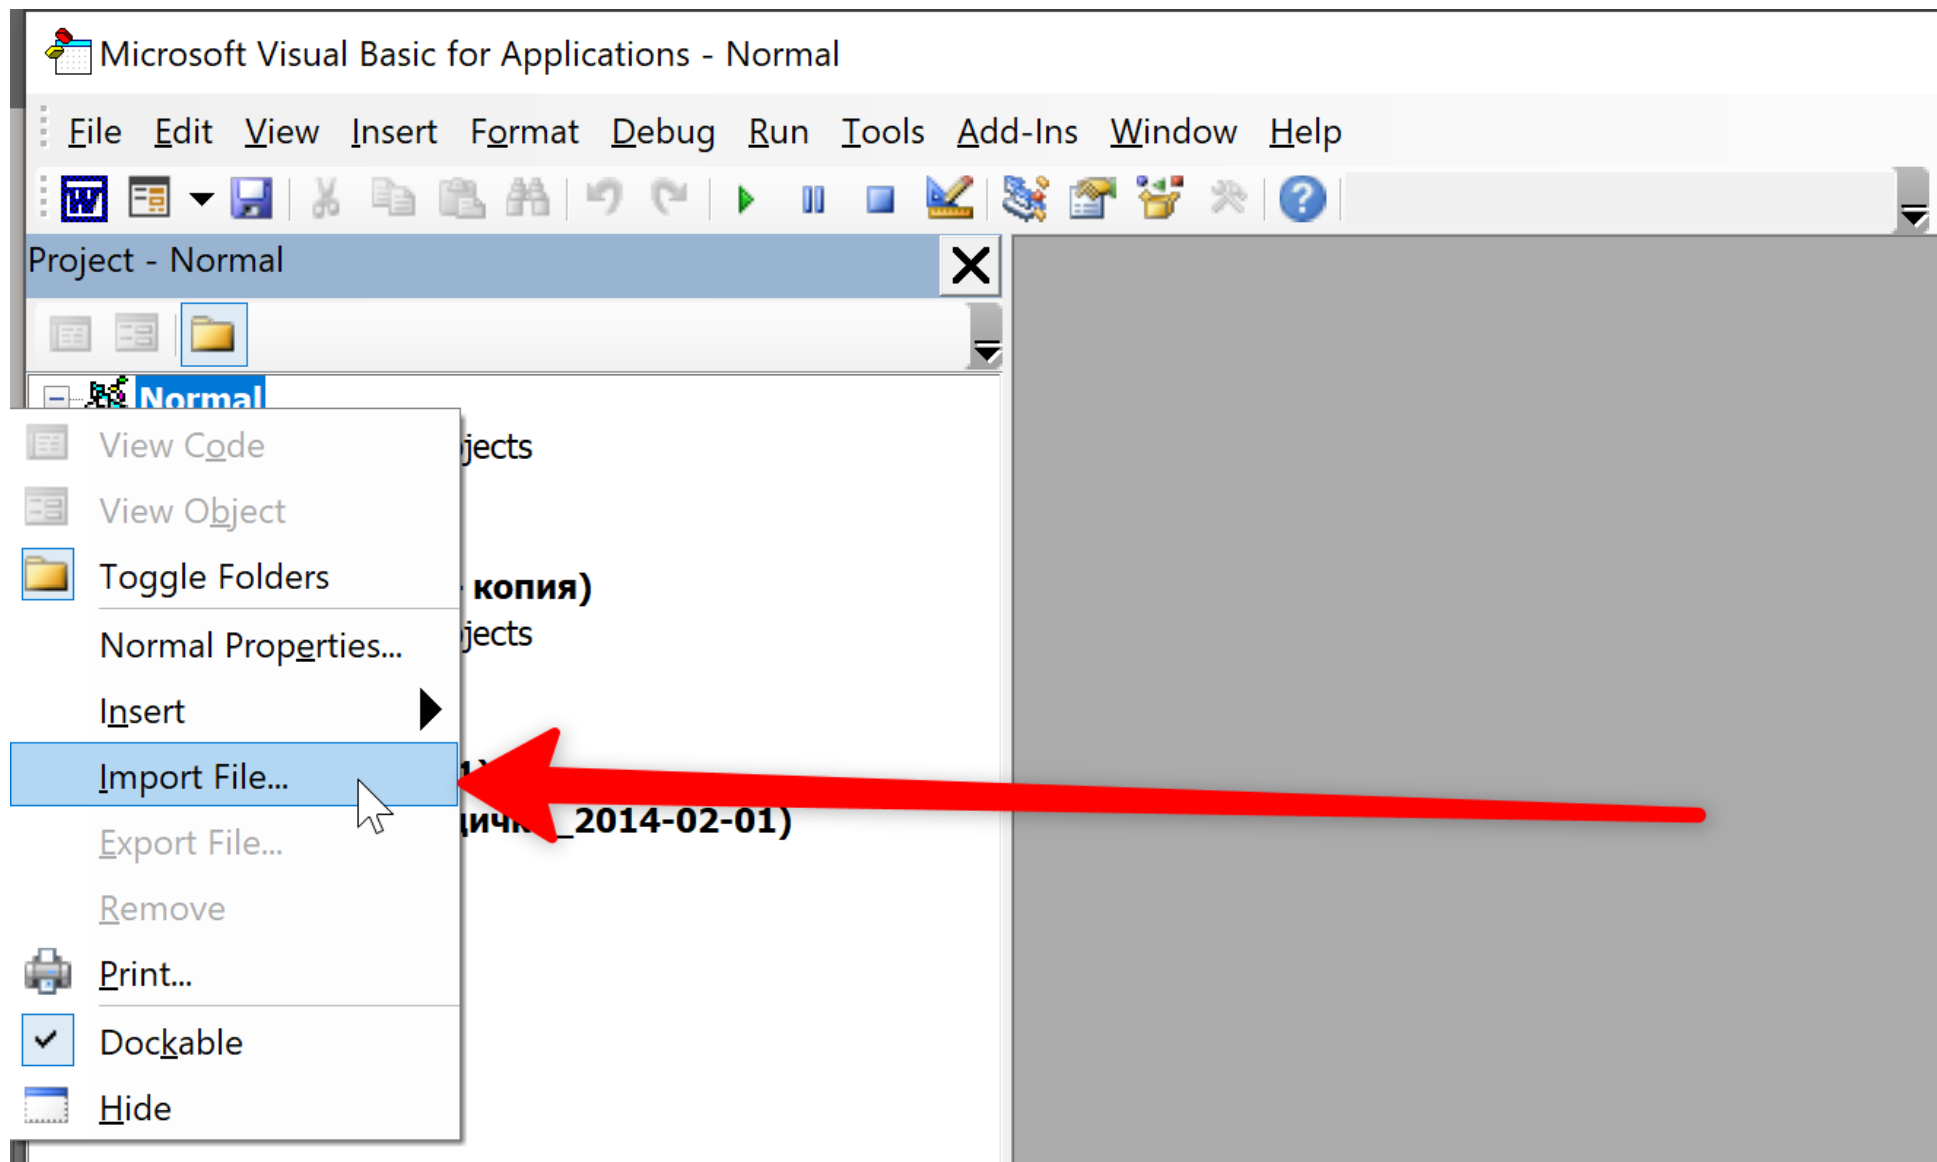 Microsoft Visual Basic for Applications - Normal
File Edit View Insert Format Debug Run Tools Add-Ins Window Help
Project - Normal
Normal
View Code
jects
View Object
Toggle Folders
копия)
jects
Normal Properties...
Insert
Import File...
_2014-02-01)
Export File...
Remove
Print...
Dockable
Hide